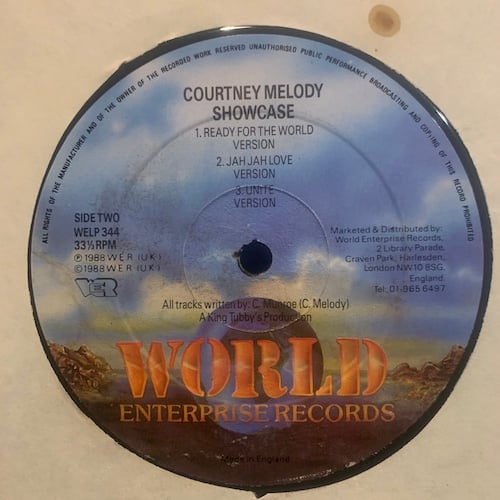 ALL RIGHTS OF THE MANUFACTURER AND OF THE OWNER OF THE RECORDED WORK RESERVED UNAUTHORISED PUBLIC PERFORMANCE BROADCASTING AND COPYING OF THIS RECORD PROHIBITED
COURTNEY MELODY
SHOWCASE
1. READY FOR THE WORLD
VERSION
2. JAH JAH LOVE
VERSION
3. UNITE
VERSION
SIDE TWO
WELP 344
33⅓ RPM
℗ 1988 W E R (U K)
© 1988 W E R (U K)
WER
Marketed & Distributed by:
World Enterprise Records,
2 Library Parade,
Craven Park, Harlesden,
London NW10 8SG,
England.
Tel: 01-965 6497
All tracks written by: C. Munroe (C. Melody)
A King Tubby's Production
WORLD
ENTERPRISE RECORDS
Made in England